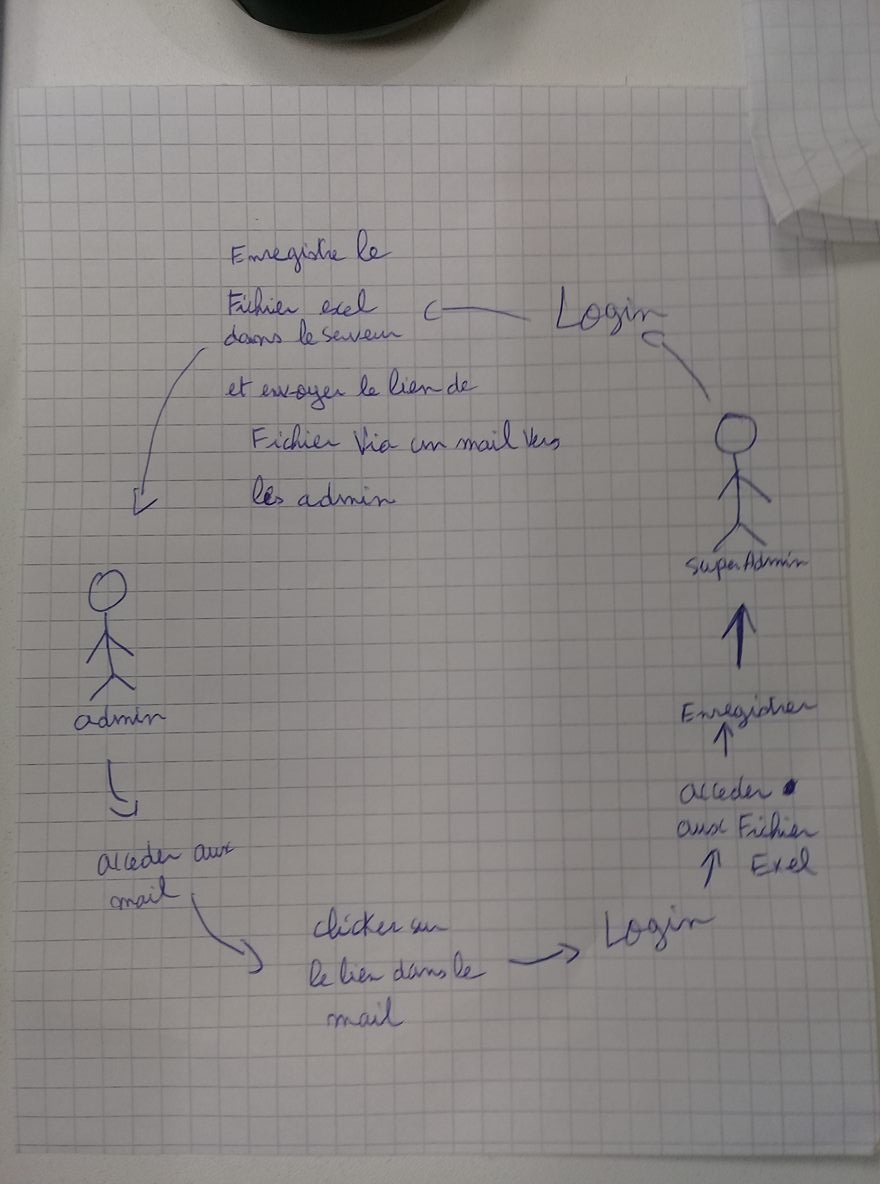 Enregistre le
Fichier exel
dans le serveur
et envoyer le lien de
Fichier Via un mail Vers
les admin
Login
SuperAdmin
admin
acceder aux
mail
clicker sur
le lien dans le
mail
Login
acceder
aux Fichier
Exel
Enregistrer